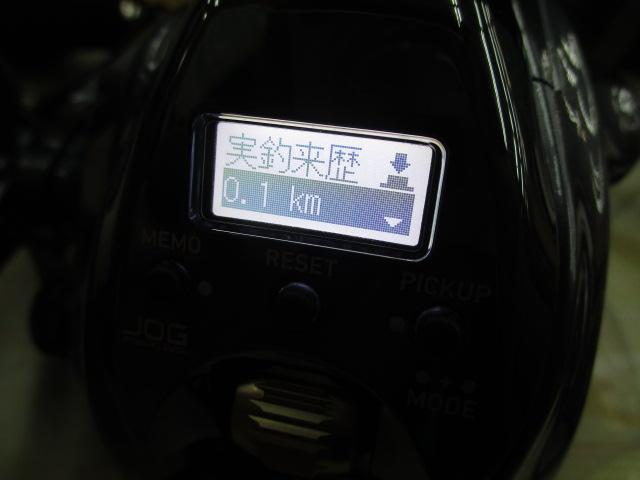 実釣来歴
0.1 km
MEMO
RESET
PICKUP
JOG
MODE